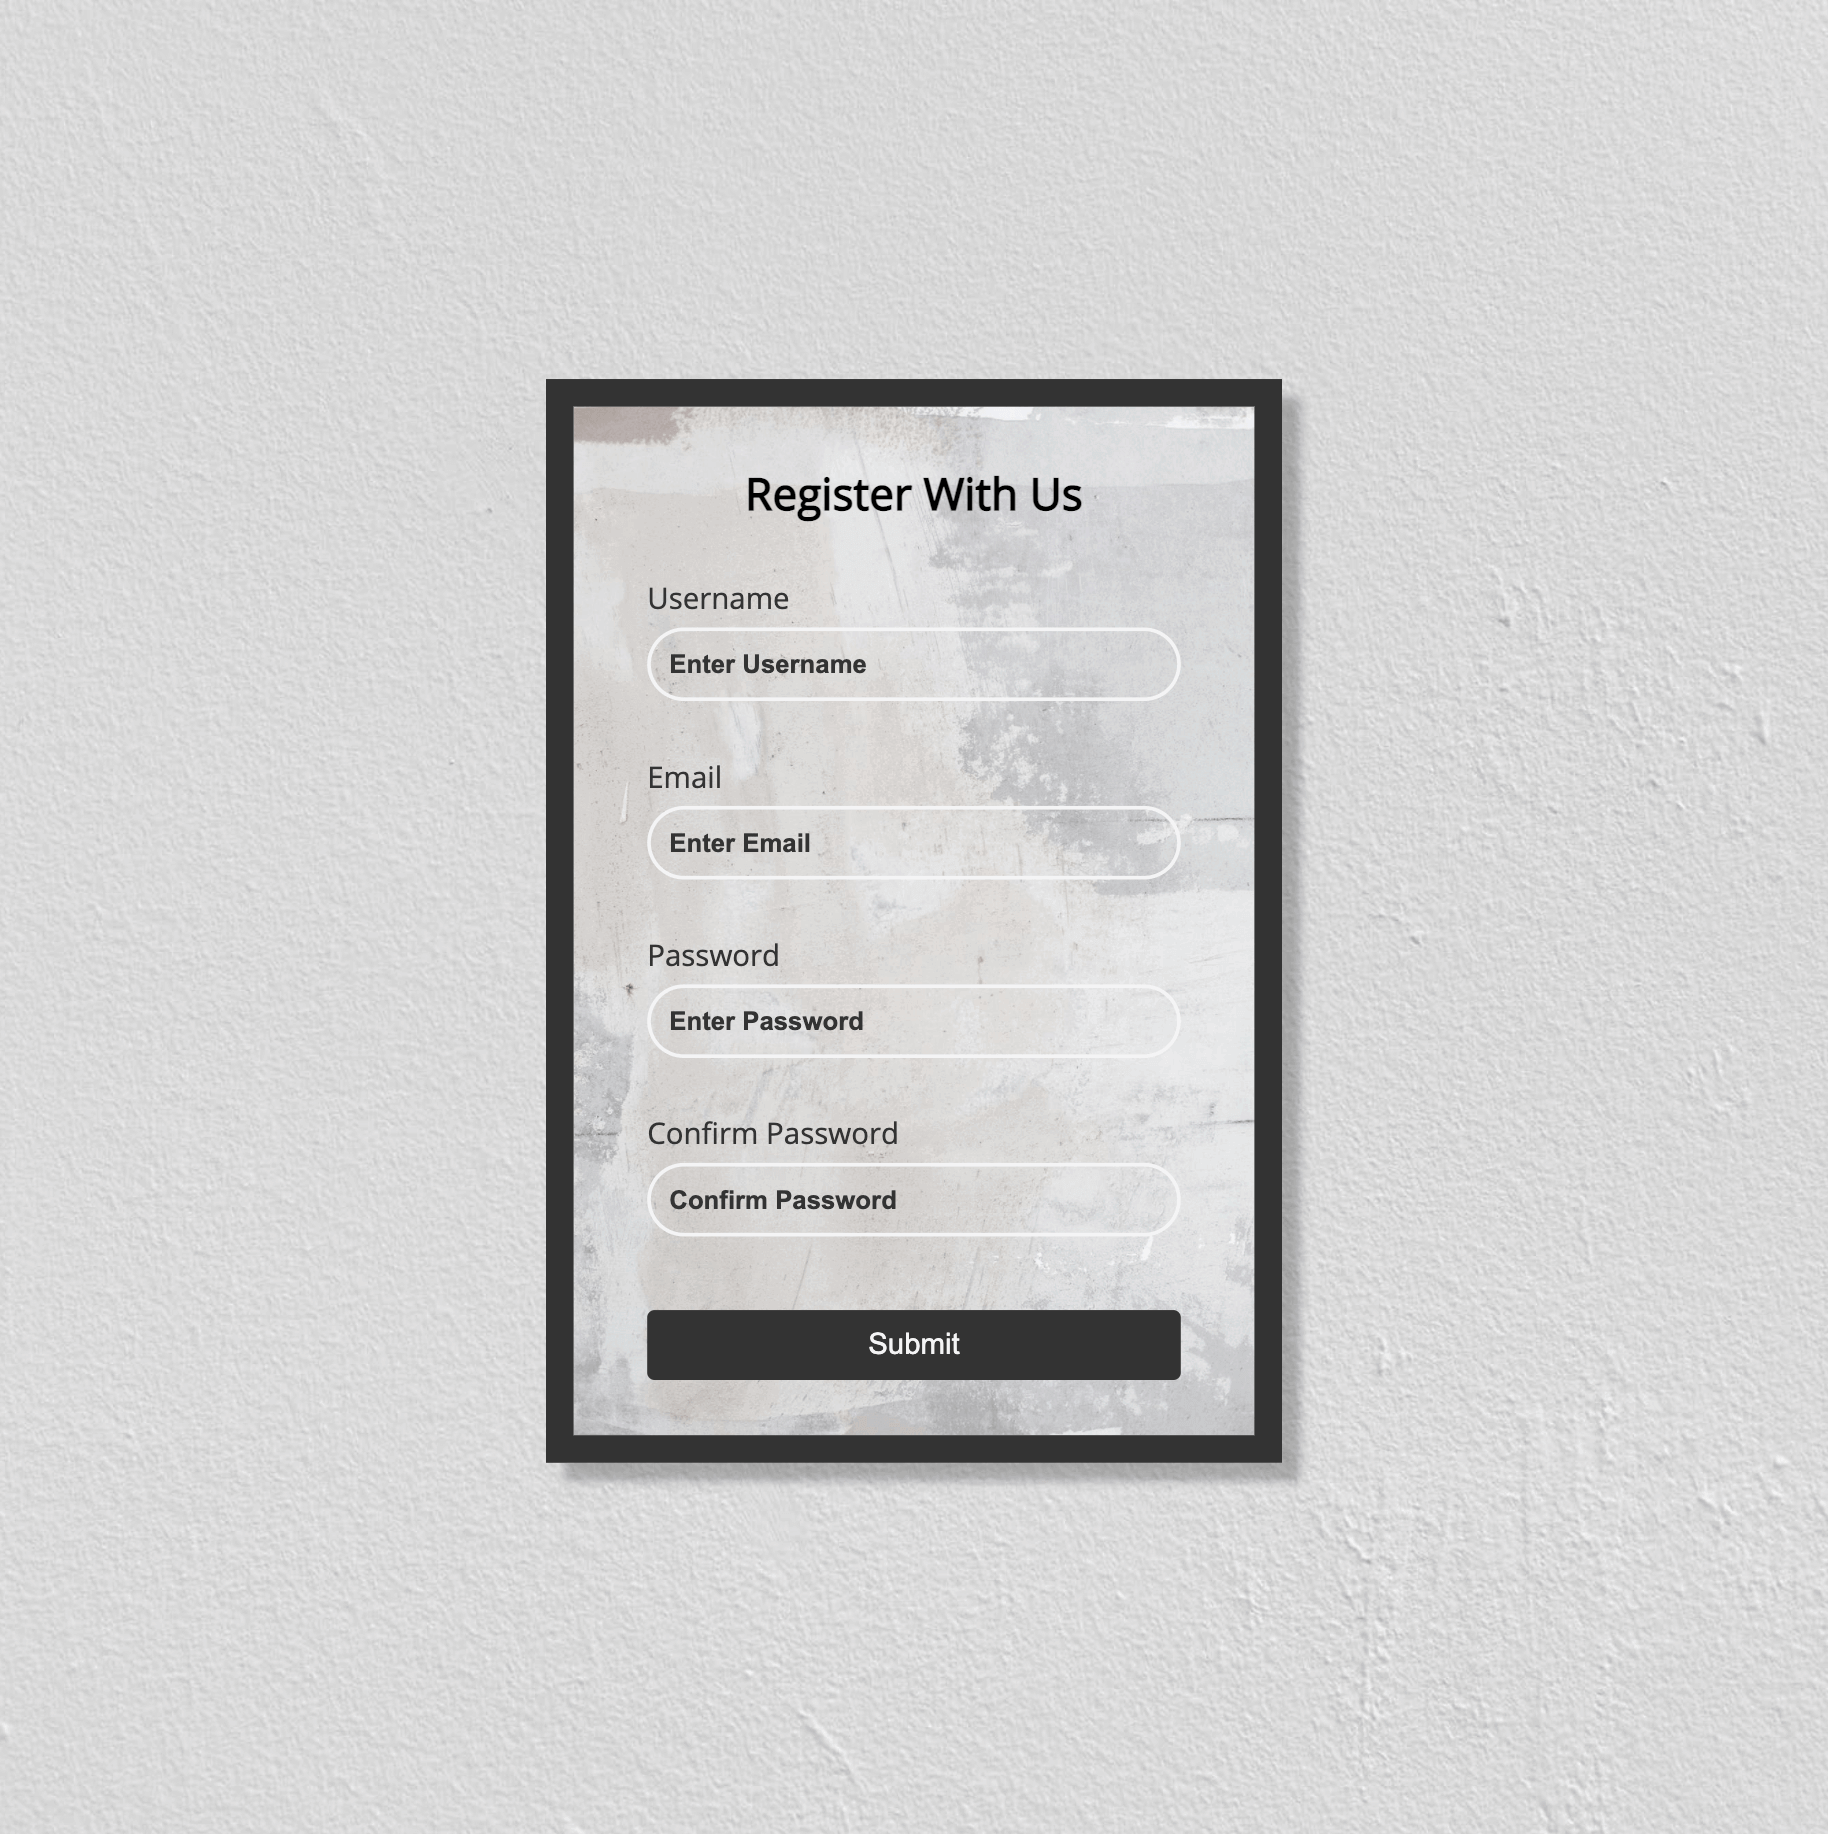 Register With Us
Username
Enter Username
Email
Enter Email
Password
Enter Password
Confirm Password
Confirm Password
Submit